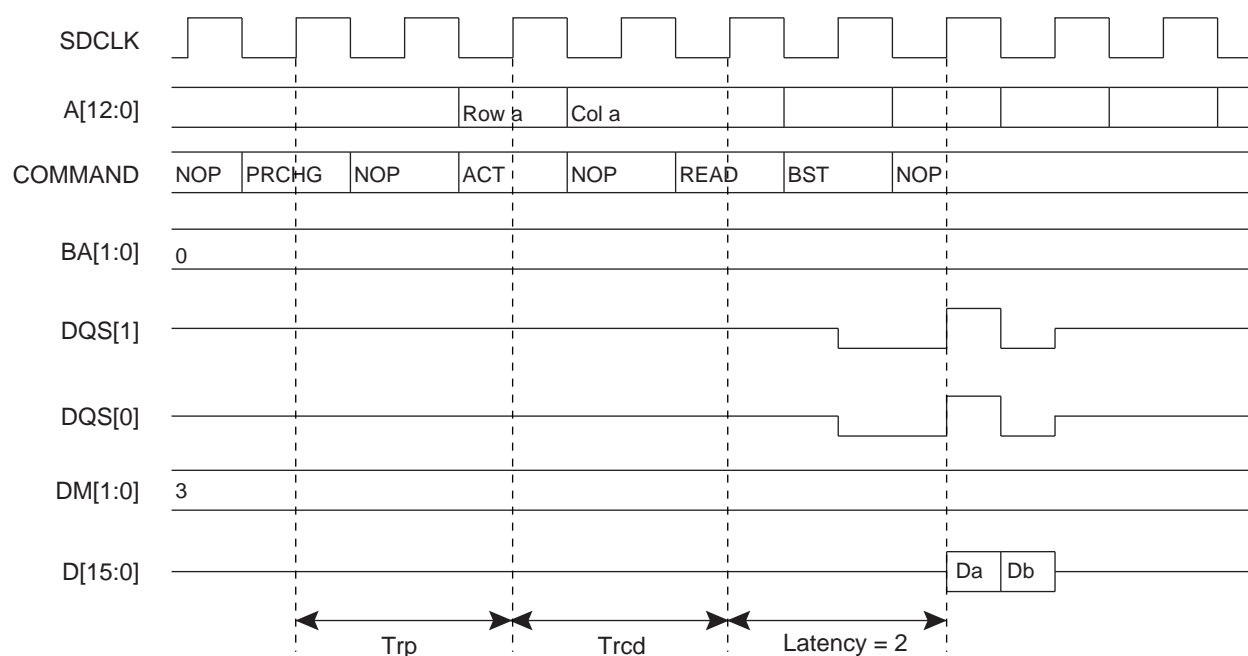 SDCLK
A[12:0] Row a Col a
COMMAND NOP PRCHG NOP ACT NOP READ BST NOP
BA[1:0] 0
DQS[1]
DQS[0]
DM[1:0] 3
D[15:0] Da Db
Trp Trcd Latency = 2